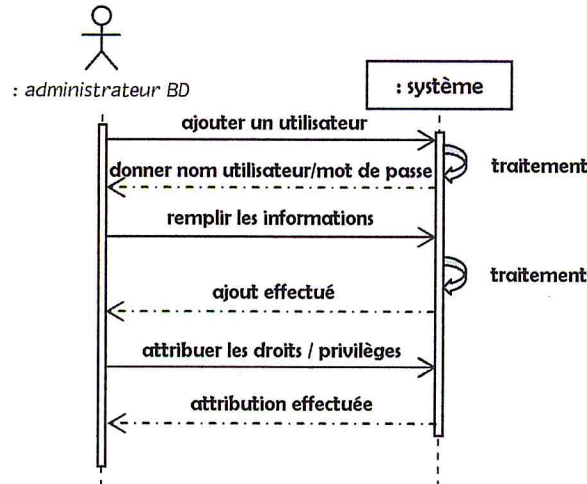 : administrateur BD
: système
ajouter un utilisateur
traitement
donner nom utilisateur/mot de passe
remplir les informations
traitement
ajout effectué
attribuer les droits / privilèges
attribution effectuée